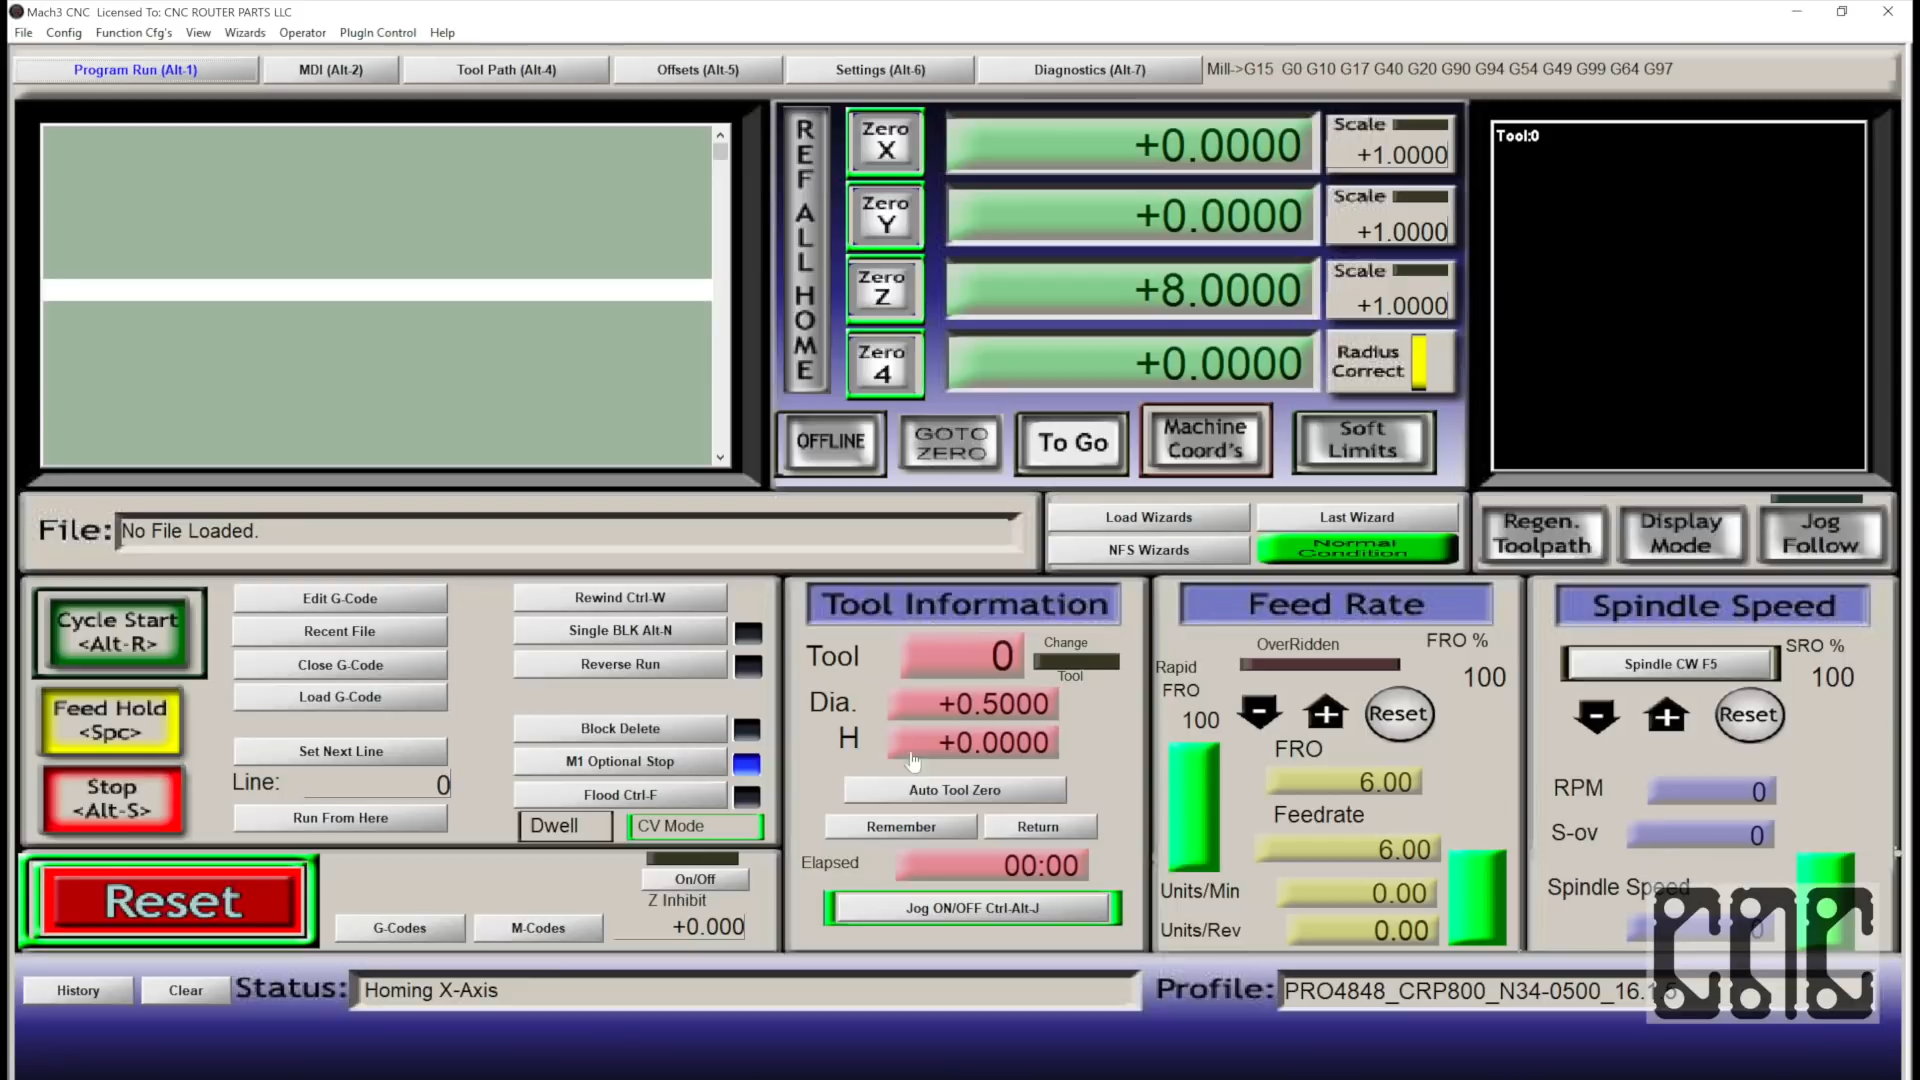 Mach3 CNC Licensed To: CNC ROUTER PARTS LLC
File Config Function Cfg's View Wizards Operator PlugIn Control Help
Program Run (Alt-1) MDI (Alt-2) Tool Path (Alt-4) Offsets (Alt-5) Settings (Alt-6) Diagnostics (Alt-7) Mill->G15 G0 G10 G17 G40 G20 G90 G94 G54 G49 G99 G64 G97
REF ALL HOME
Zero X +0.0000 Scale +1.0000
Zero Y +0.0000 Scale +1.0000
Zero Z +8.0000 Scale +1.0000
Zero 4 +0.0000 Radius Correct
OFFLINE GOTO ZERO To Go Machine Coord's Soft Limits
Tool:0
File: No File Loaded.
Load Wizards Last Wizard
NFS Wizards Normal Condition
Regen. Toolpath Display Mode Jog Follow
Cycle Start <Alt-R>
Feed Hold <Spc>
Stop <Alt-S>
Edit G-Code
Recent File
Close G-Code
Load G-Code
Set Next Line
Line: 0
Run From Here
Rewind Ctrl-W
Single BLK Alt-N
Reverse Run
Block Delete
M1 Optional Stop
Flood Ctrl-F
Dwell CV Mode
Reset
G-Codes M-Codes
On/Off
Z Inhibit
+0.000
Tool Information
Tool 0 Change Tool
Dia. +0.5000
H +0.0000
Auto Tool Zero
Remember Return
Elapsed 00:00
Jog ON/OFF Ctrl-Alt-J
Feed Rate
OverRidden FRO %
100
Rapid FRO
100
Reset
FRO
6.00
Feedrate
6.00
Units/Min 0.00
Units/Rev 0.00
Spindle Speed
Spindle CW F5 SRO %
100
Reset
RPM 0
S-ov 0
Spindle Speed
0
History Clear Status: Homing X-Axis Profile: PRO4848_CRP800_N34-0500_16.1.5
CNC